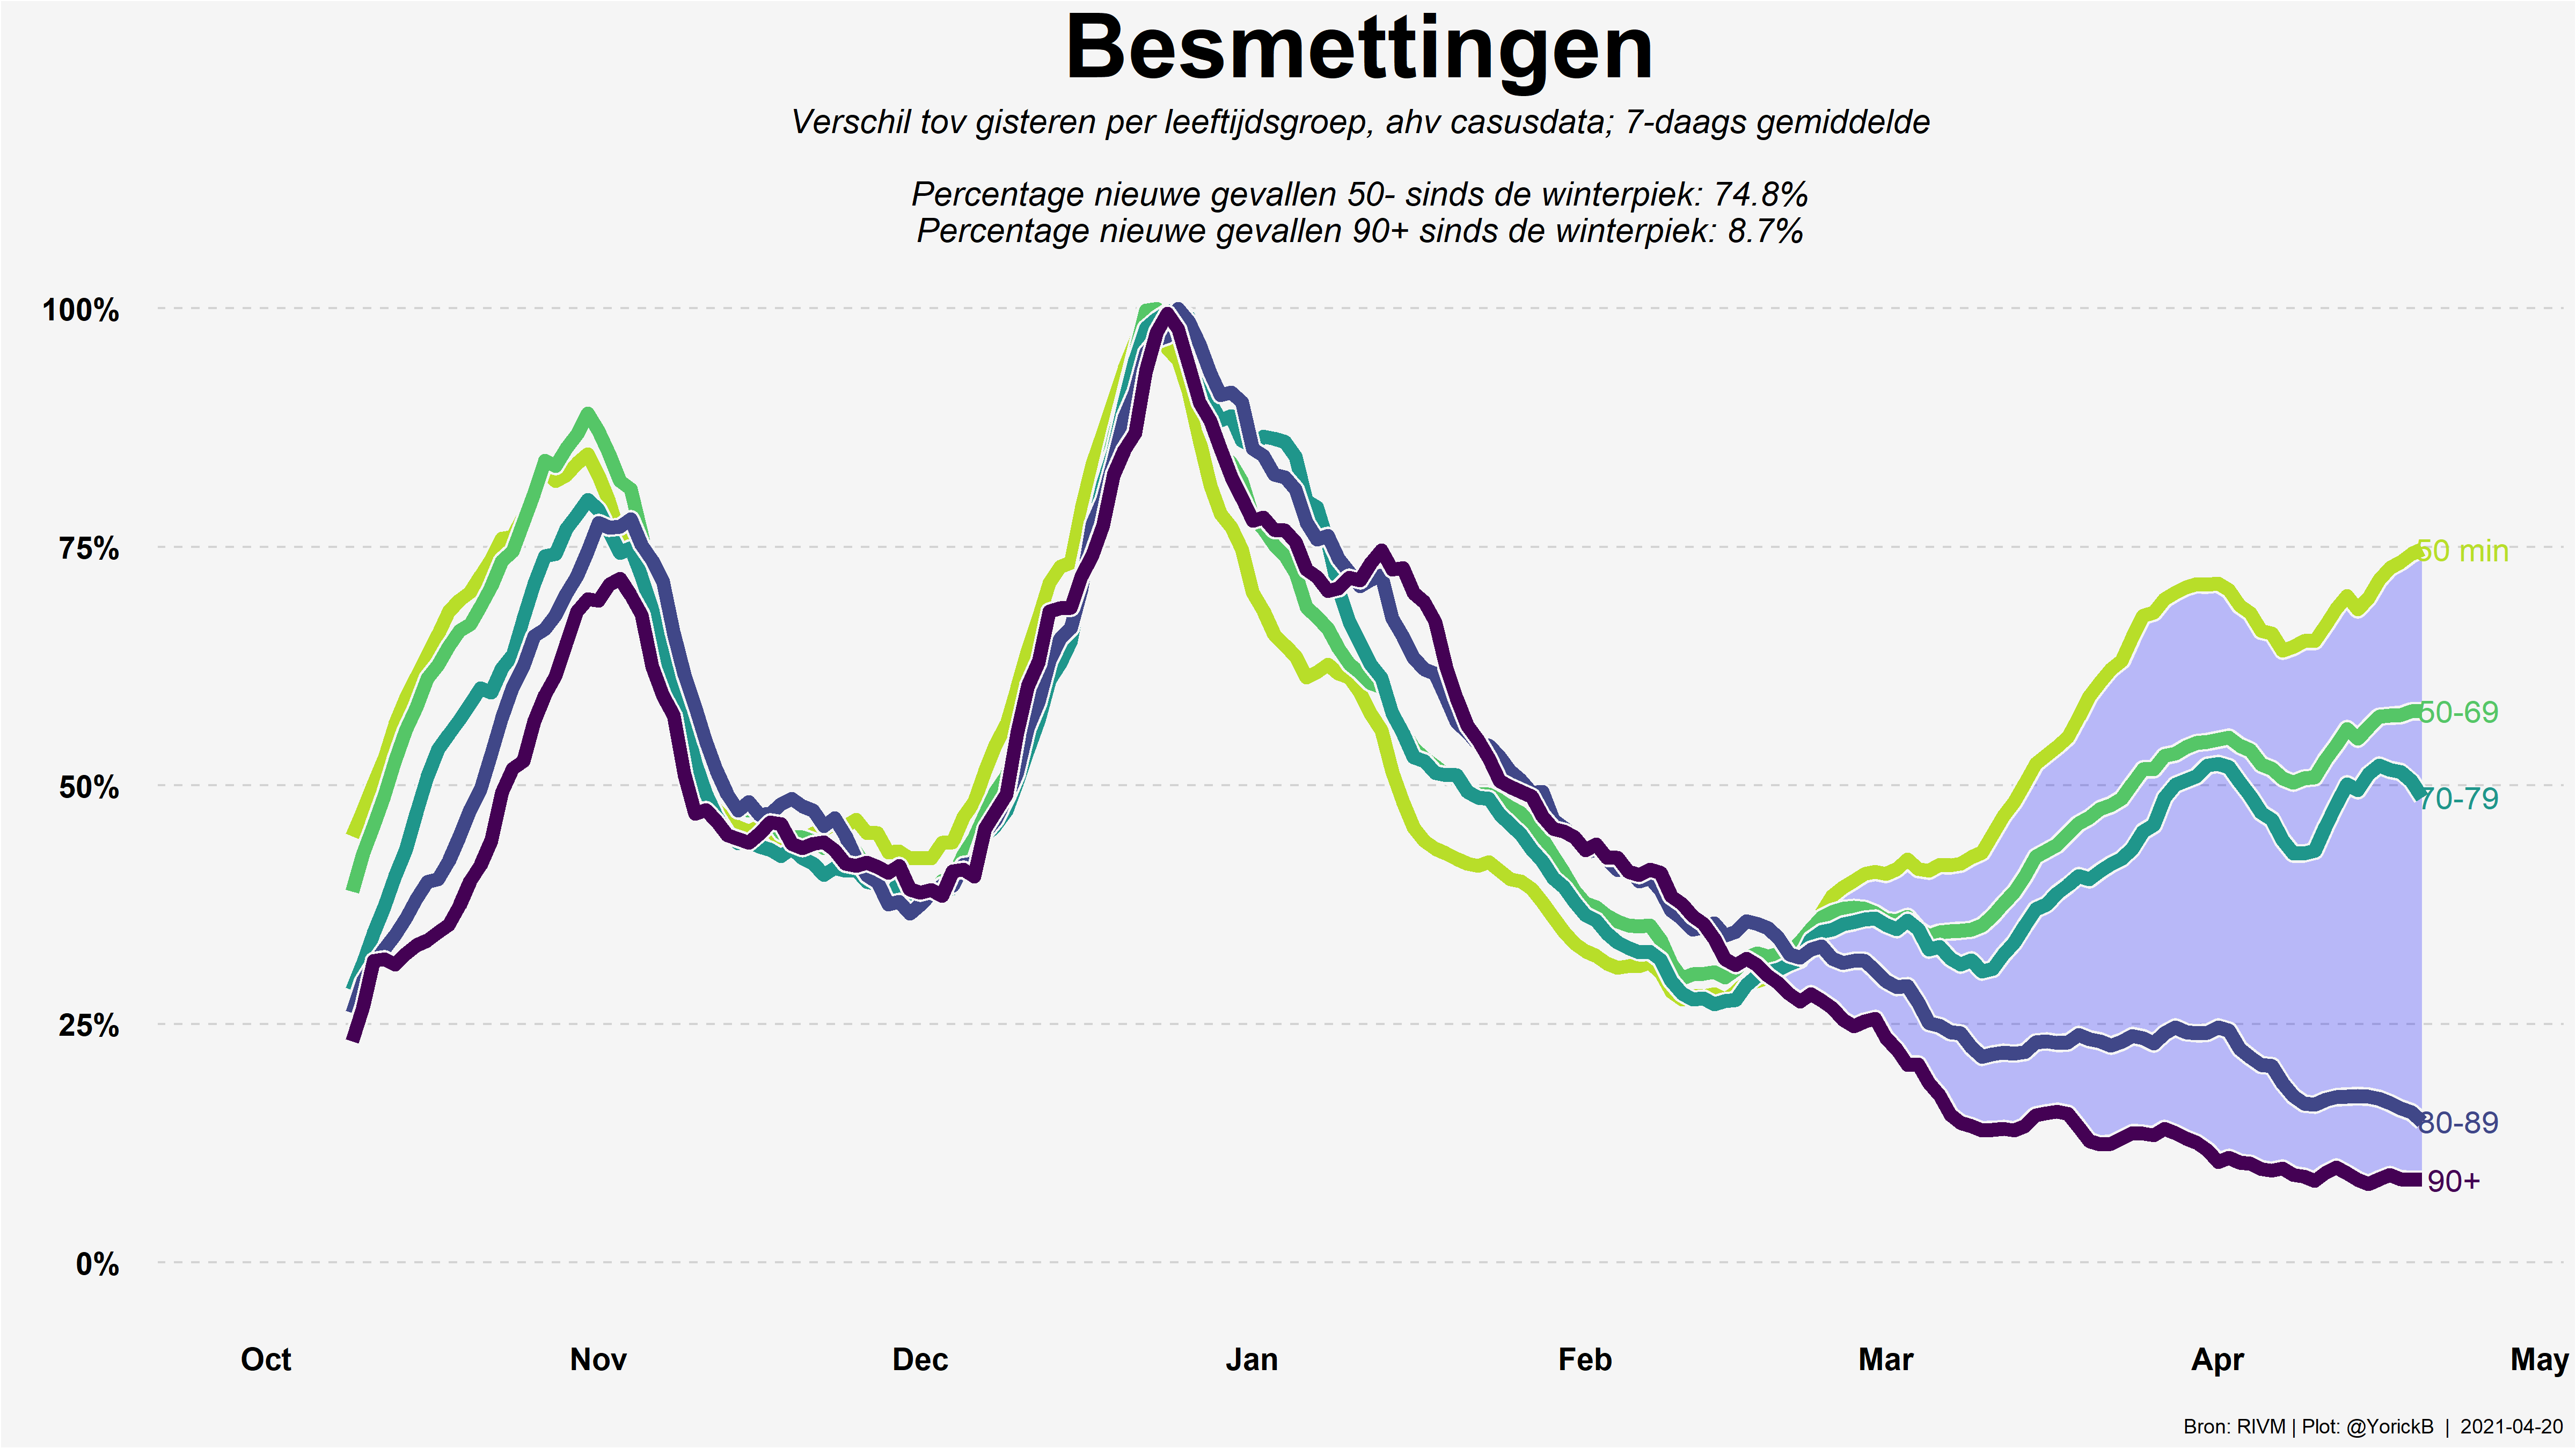 Besmettingen
Verschil tov gisteren per leeftijdsgroep, ahv casusdata; 7-daags gemiddelde
Percentage nieuwe gevallen 50- sinds de winterpiek: 74.8%
Percentage nieuwe gevallen 90+ sinds de winterpiek: 8.7%
100%
75%
50%
25%
0%
50 min
50-69
70-79
80-89
90+
Oct Nov Dec Jan Feb Mar Apr May
Bron: RIVM | Plot: @YorickB | 2021-04-20